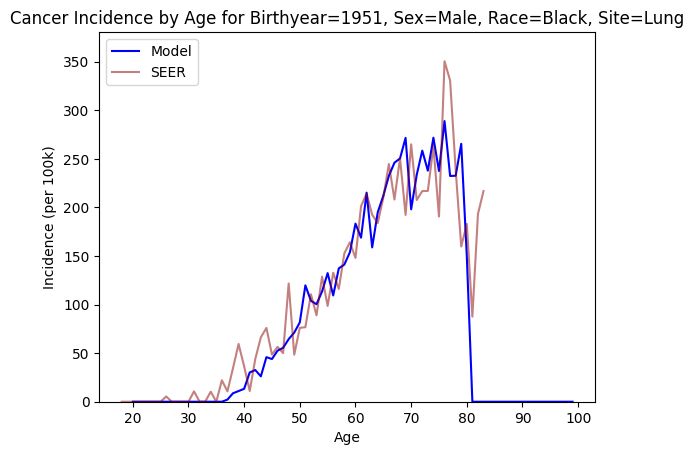 Cancer Incidence by Age for Birthyear=1951, Sex=Male, Race=Black, Site=Lung
Model
SEER
350
300
250
200
150
100
50
0
Incidence (per 100k)
20 30 40 50 60 70 80 90 100
Age